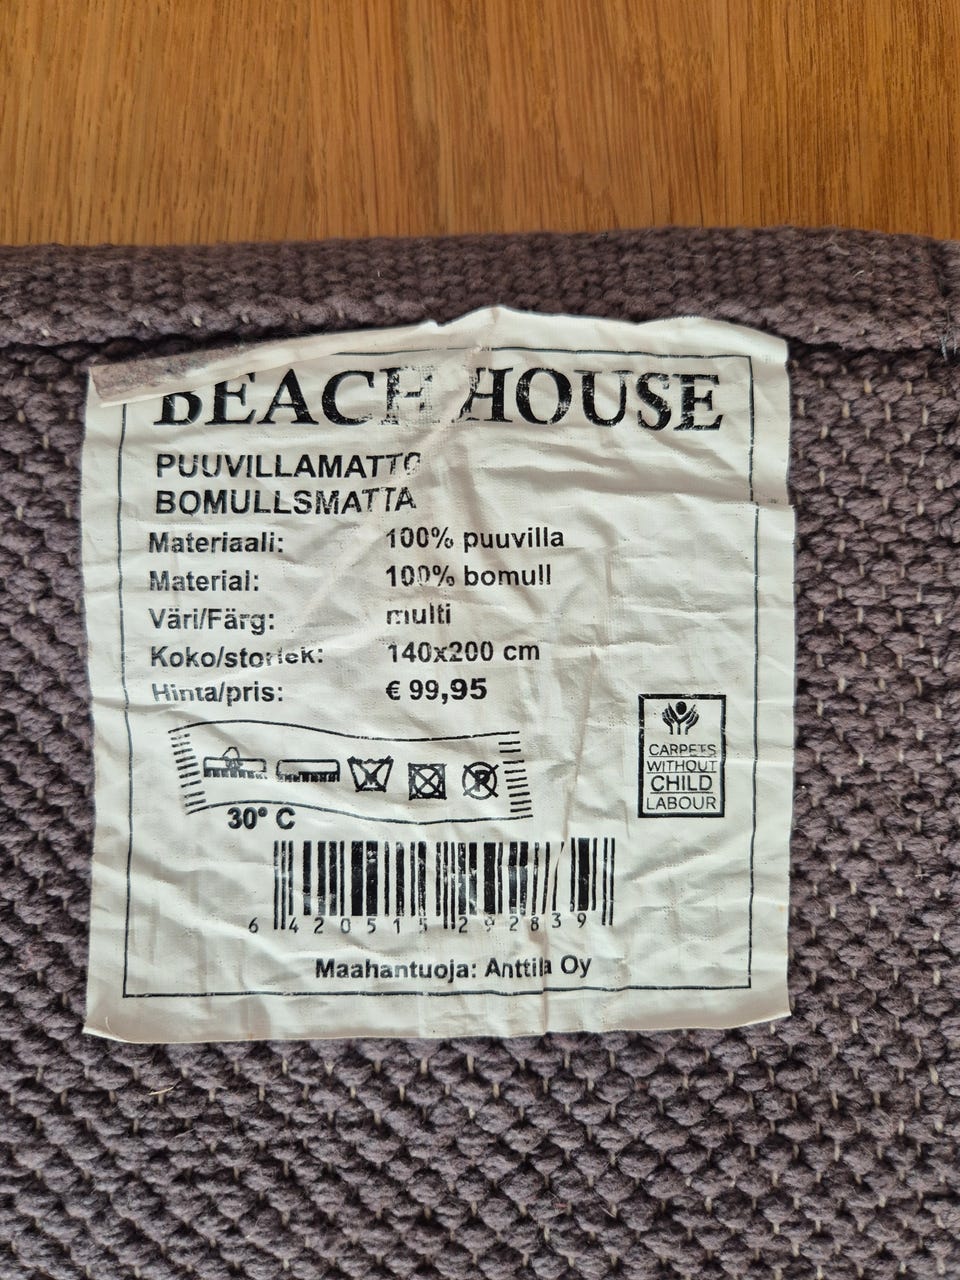 BEACH HOUSE
PUUVILLAMATTO
BOMULLSMATTA
Materiaali: 100% puuvilla
Material: 100% bomull
Väri/Färg: multi
Koko/storlek: 140x200 cm
Hinta/pris: € 99,95
P
30° C
CARPETS
WITHOUT
CHILD
LABOUR
6 420515 292839
Maahantuoja: Anttila Oy